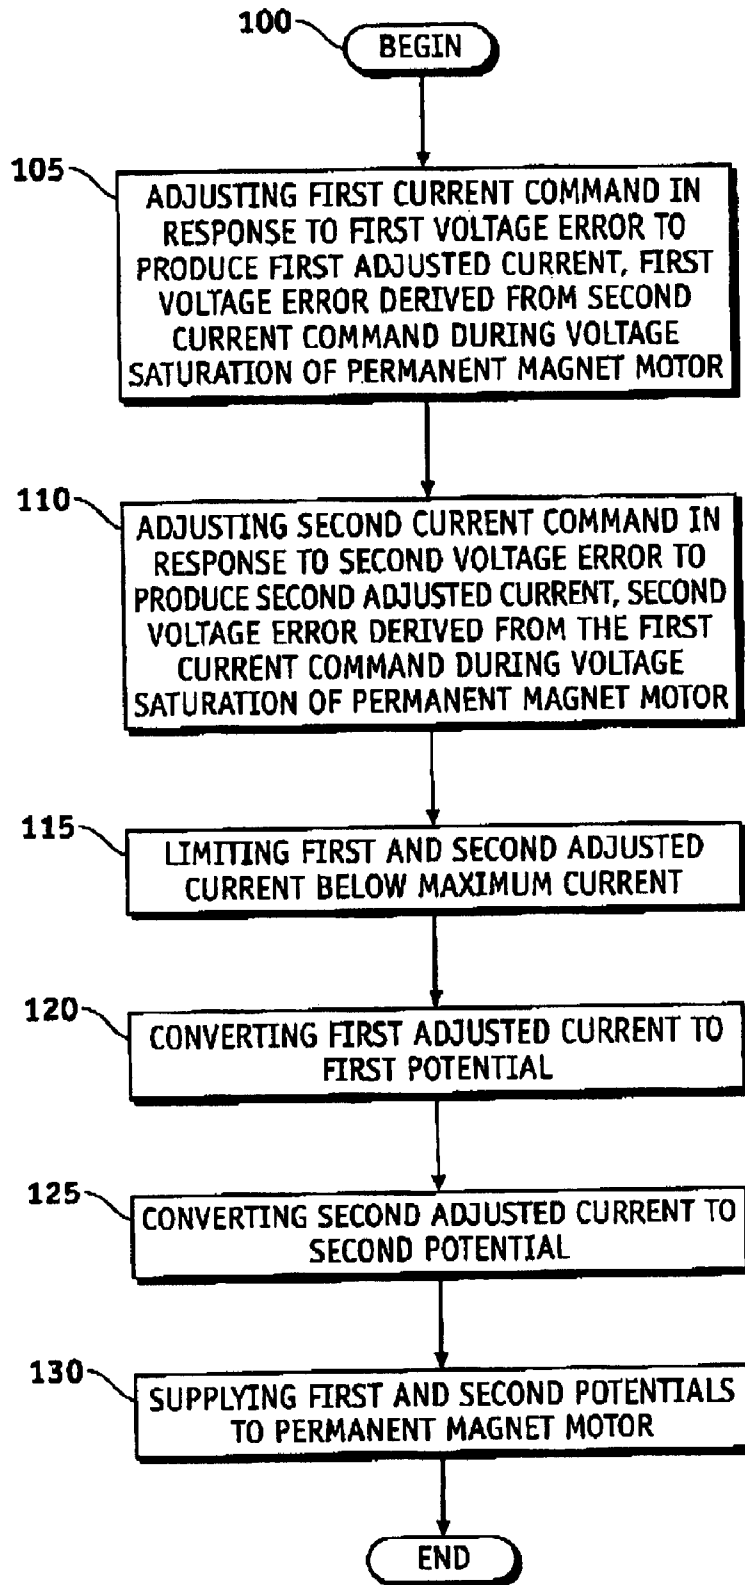 100
BEGIN
105
ADJUSTING FIRST CURRENT COMMAND IN
RESPONSE TO FIRST VOLTAGE ERROR TO
PRODUCE FIRST ADJUSTED CURRENT, FIRST
VOLTAGE ERROR DERIVED FROM SECOND
CURRENT COMMAND DURING VOLTAGE
SATURATION OF PERMANENT MAGNET MOTOR
110
ADJUSTING SECOND CURRENT COMMAND IN
RESPONSE TO SECOND VOLTAGE ERROR TO
PRODUCE SECOND ADJUSTED CURRENT, SECOND
VOLTAGE ERROR DERIVED FROM THE FIRST
CURRENT COMMAND DURING VOLTAGE
SATURATION OF PERMANENT MAGNET MOTOR
115
LIMITING FIRST AND SECOND ADJUSTED
CURRENT BELOW MAXIMUM CURRENT
120
CONVERTING FIRST ADJUSTED CURRENT TO
FIRST POTENTIAL
125
CONVERTING SECOND ADJUSTED CURRENT TO
SECOND POTENTIAL
130
SUPPLYING FIRST AND SECOND POTENTIALS
TO PERMANENT MAGNET MOTOR
END